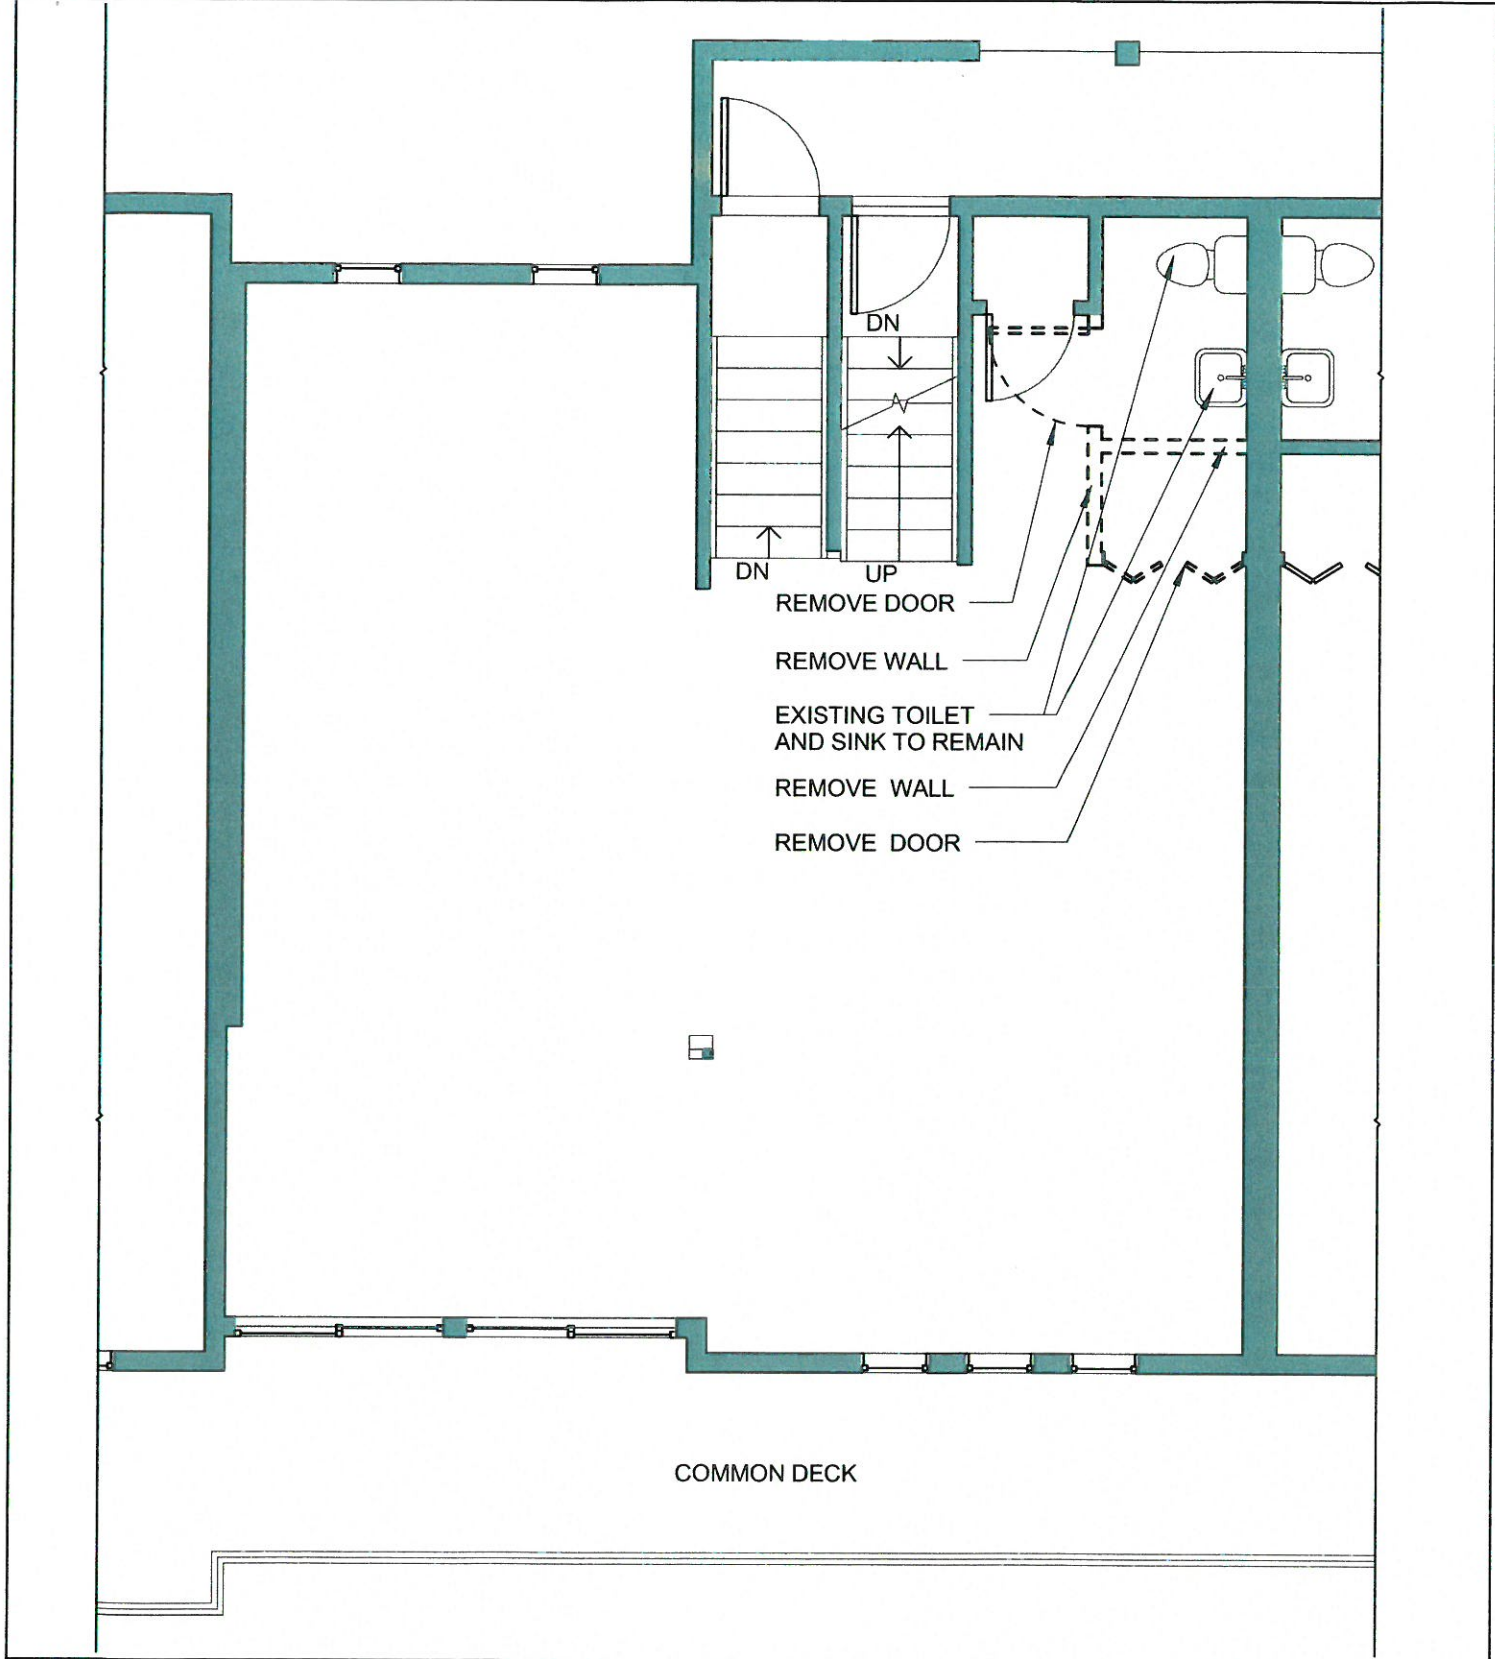 DN
DN
UP
REMOVE DOOR
REMOVE WALL
EXISTING TOILET
AND SINK TO REMAIN
REMOVE WALL
REMOVE DOOR
COMMON DECK